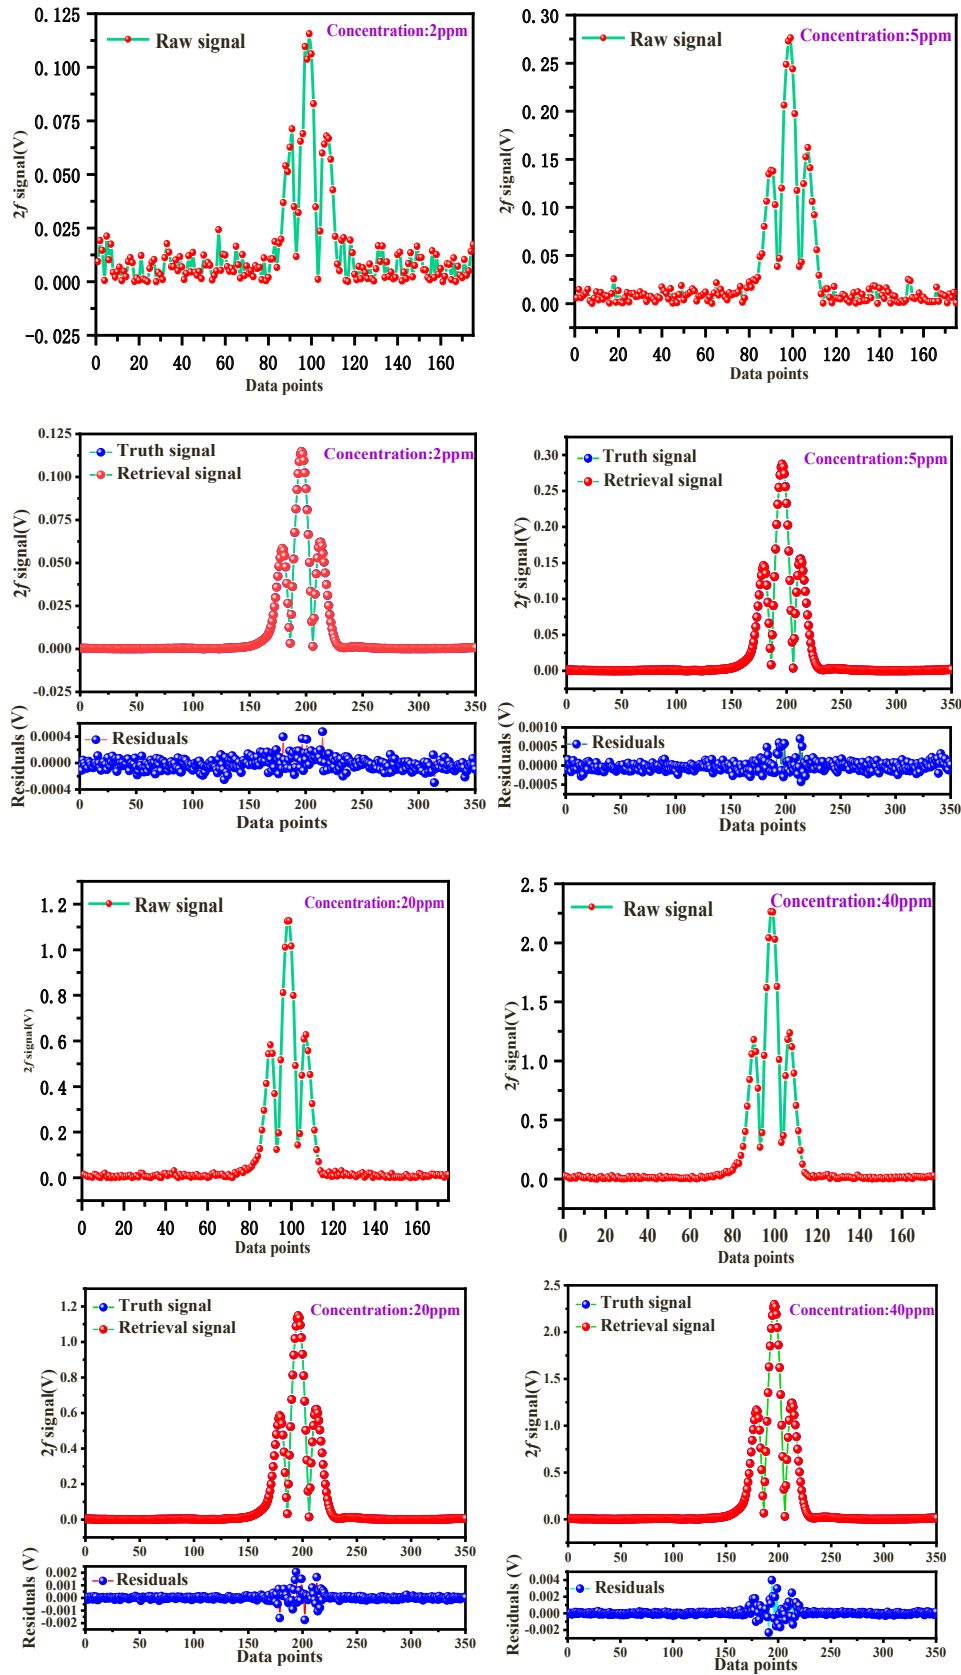 Raw signal
Concentration:2ppm
0.125
0.100
0.075
0.050
0.025
0.000
-0.025
2f signal(V)
0 20 40 60 80 100 120 140 160
Data points
Raw signal
Concentration:5ppm
0.30
0.25
0.20
0.15
0.10
0.05
0.00
2f signal(V)
0 20 40 60 80 100 120 140 160
Data points
Truth signal
Retrieval signal
Concentration:2ppm
0.125
0.100
0.075
0.050
0.025
0.000
-0.025
2f signal(V)
0 50 100 150 200 250 300 350
Residuals
0.0004
0.0000
-0.0004
Residuals (V)
0 50 100 150 200 250 300 350
Data points
Truth signal
Retrieval signal
Concentration:5ppm
0.30
0.25
0.20
0.15
0.10
0.05
0.00
2f signal(V)
0 50 100 150 200 250 300 350
Residuals
0.0010
0.0005
0.0000
-0.0005
Residuals (V)
0 50 100 150 200 250 300 350
Data points
Raw signal
Concentration:20ppm
1.2
1.0
0.8
0.6
0.4
0.2
0.0
2f signal(V)
0 20 40 60 80 100 120 140 160
Data points
Raw signal
Concentration:40ppm
2.5
2.0
1.5
1.0
0.5
0.0
2f signal(V)
0 20 40 60 80 100 120 140 160
Data points
Truth signal
Retrieval signal
Concentration:20ppm
1.2
1.0
0.8
0.6
0.4
0.2
0.0
2f signal(V)
0 50 100 150 200 250 300 350
Residuals
0.002
0.001
0.000
-0.001
-0.002
Residuals (V)
0 50 100 150 200 250 300 350
Data points
Truth signal
Retrieval signal
Concentration:40ppm
2.5
2.0
1.5
1.0
0.5
0.0
2f signal(V)
0 50 100 150 200 250 300 350
Residuals
0.004
0.002
0.000
-0.002
Residuals (V)
0 50 100 150 200 250 300 350
Data points